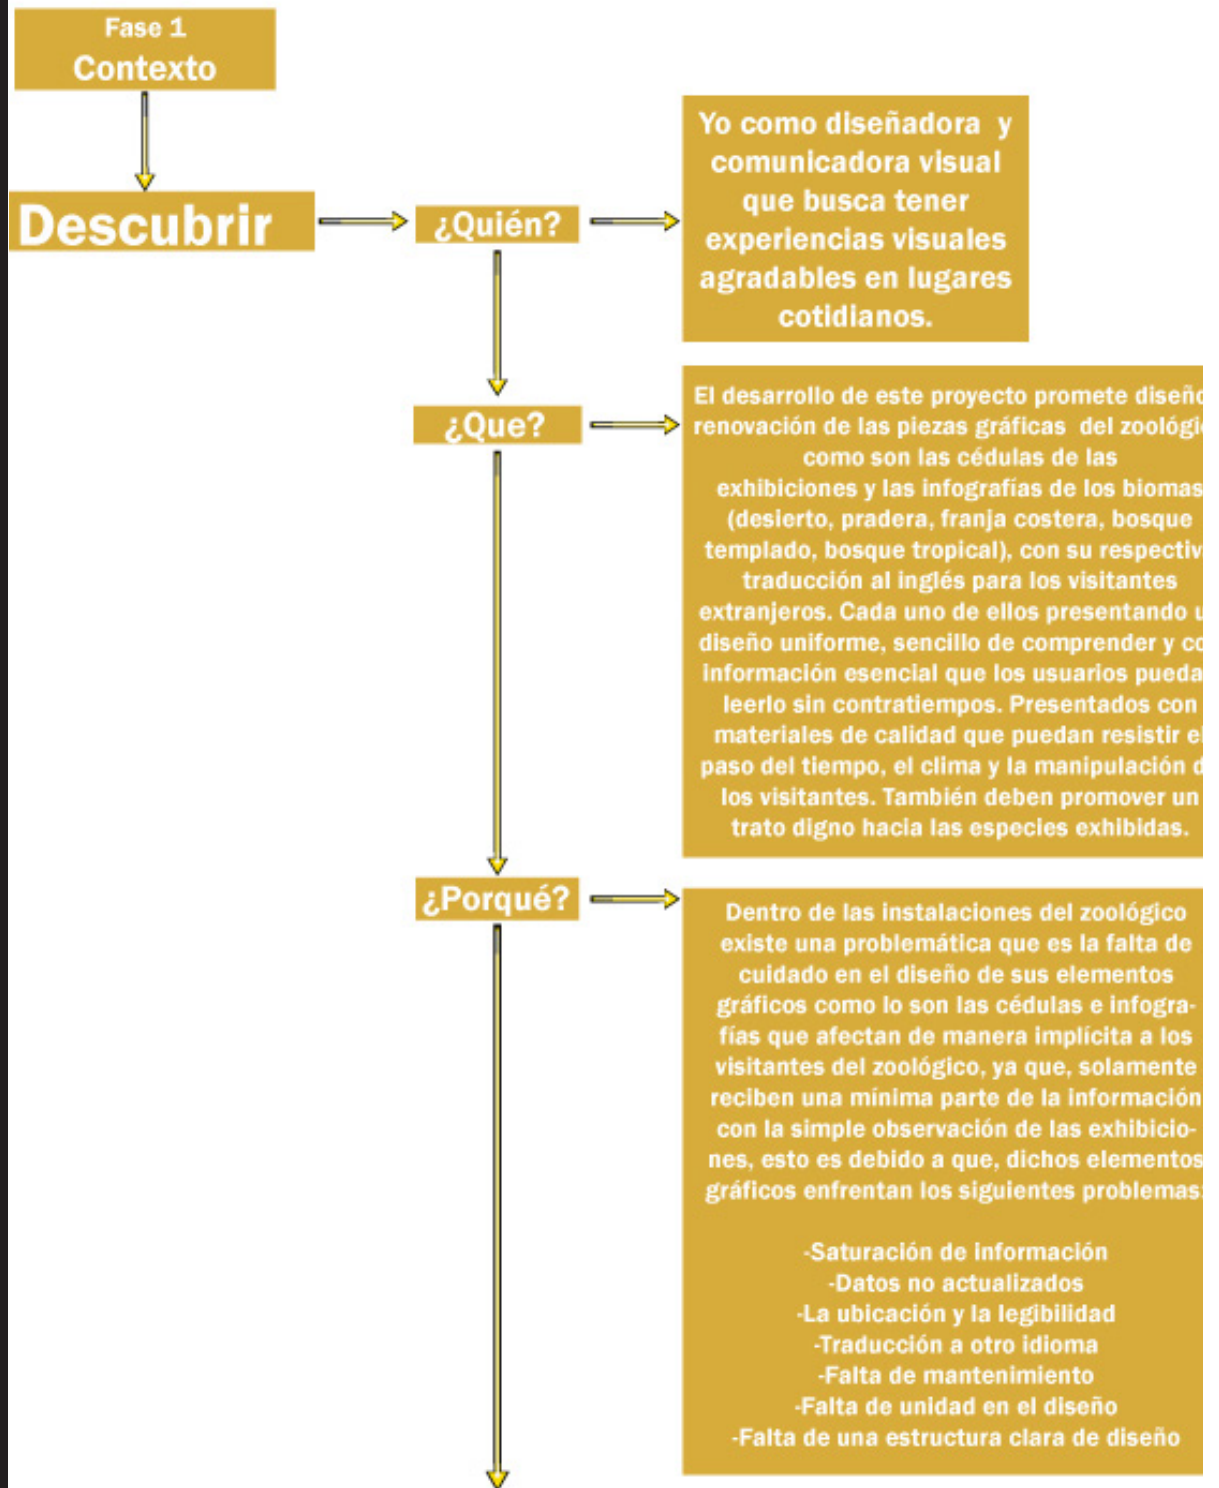 Fase 1
Contexto
Descubrir
¿Quién?
Yo como diseñadora y
comunicadora visual
que busca tener
experiencias visuales
agradables en lugares
cotidianos.
¿Que?
El desarrollo de este proyecto promete
renovación de las piezas gráficas del
como son las cédulas de las
exhibiciones y las infografías de los biomas
(desierto, pradera, franja costera, bosque
templado, bosque tropical), con su
traducción al inglés para los visitantes
extranjeros. Cada uno de ellos presentando
diseño uniforme, sencillo de comprender y
información esencial que los usuarios
leerlo sin contratiempos. Presentados con
materiales de calidad que puedan resistir el
paso del tiempo, el clima y la manipulación
los visitantes. También deben promover un
trato digno hacia las especies exhibidas.
¿Porqué?
Dentro de las instalaciones del zoológico
existe una problemática que es la falta de
cuidado en el diseño de sus elementos
gráficos como lo son las cédulas e infogra-
fías que afectan de manera implícita a los
visitantes del zoológico, ya que, solamente
reciben una mínima parte de la información
con la simple observación de las exhibicio-
nes, esto es debido a que, dichos elementos
gráficos enfrentan los siguientes problemas:
-Saturación de información
-Datos no actualizados
-La ubicación y la legibilidad
-Traducción a otro idioma
-Falta de mantenimiento
-Falta de unidad en el diseño
-Falta de una estructura clara de diseño